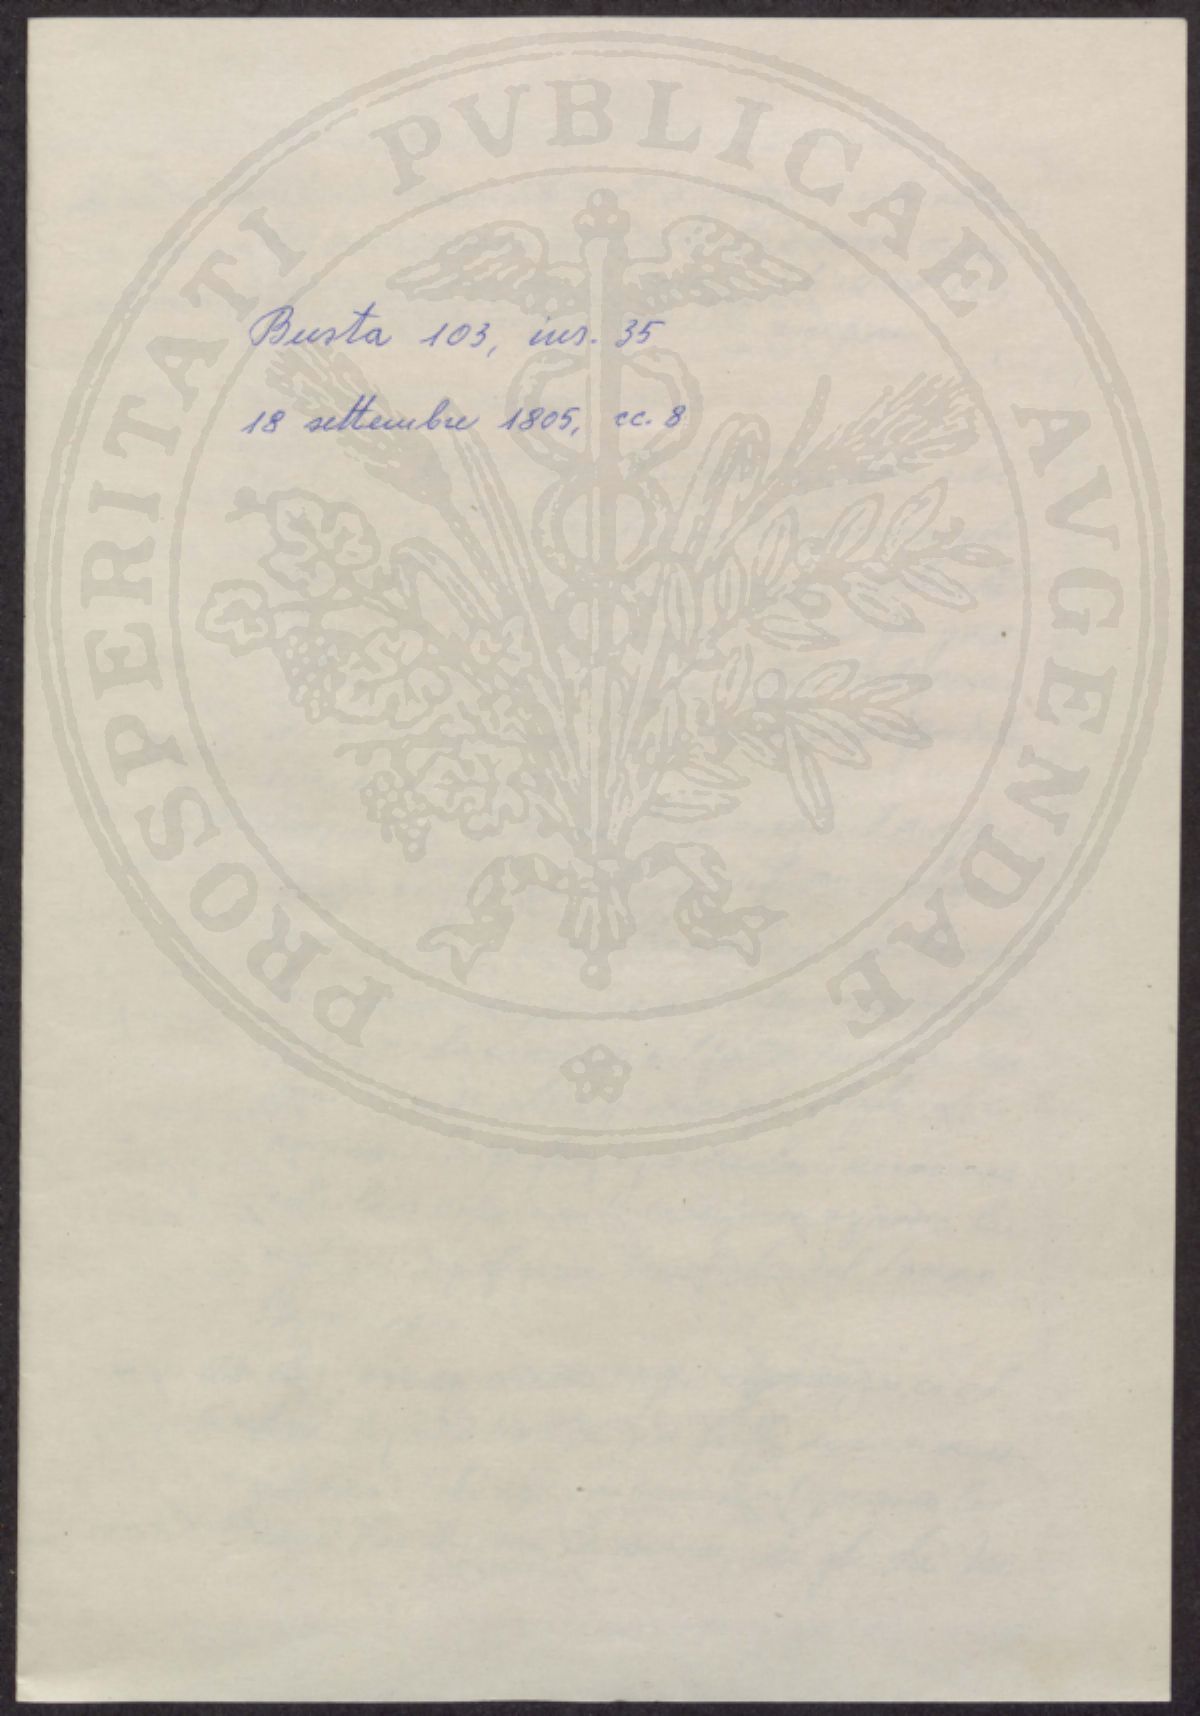 Busta 103, ins. 35
18 settembre 1805, cc. 8
PROSPERITATI PVBLICAE AVGENDAE